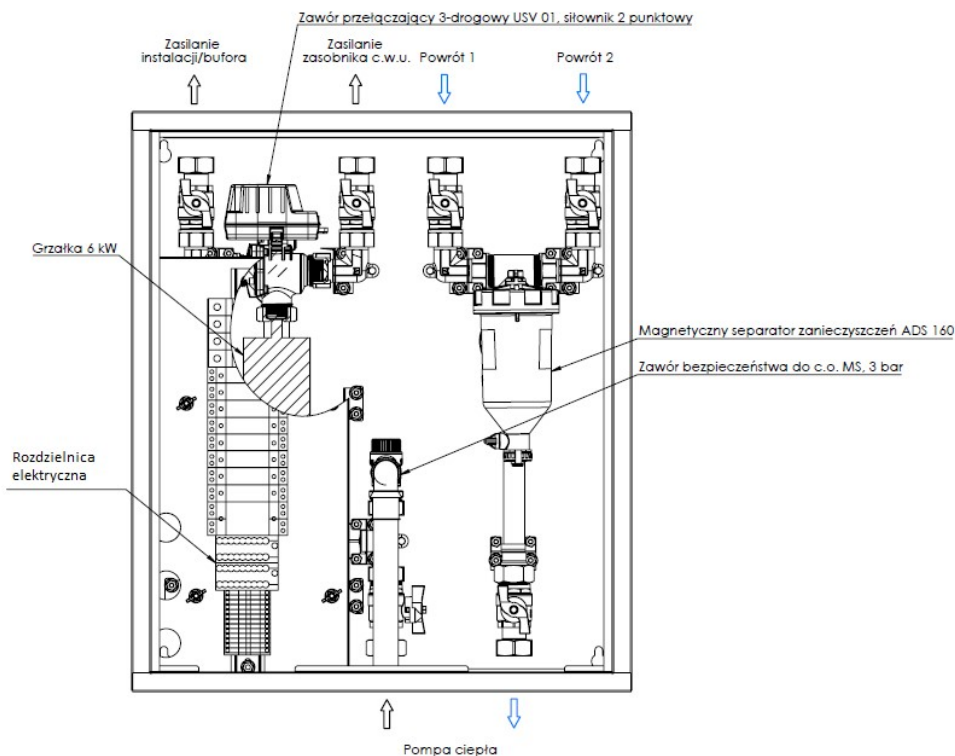 Zawór przełączający 3-drogowy USV 01, siłownik 2 punktowy
Zasilanie
instalacji/bufora
Zasilanie
zasobnika c.w.u.
Powrót 1
Powrót 2
Grzałka 6 kW
Magnetyczny separator zanieczyszczeń ADS 160
Zawór bezpieczeństwa do c.o. MS, 3 bar
Rozdzielnica
elektryczna
Pompa ciepła